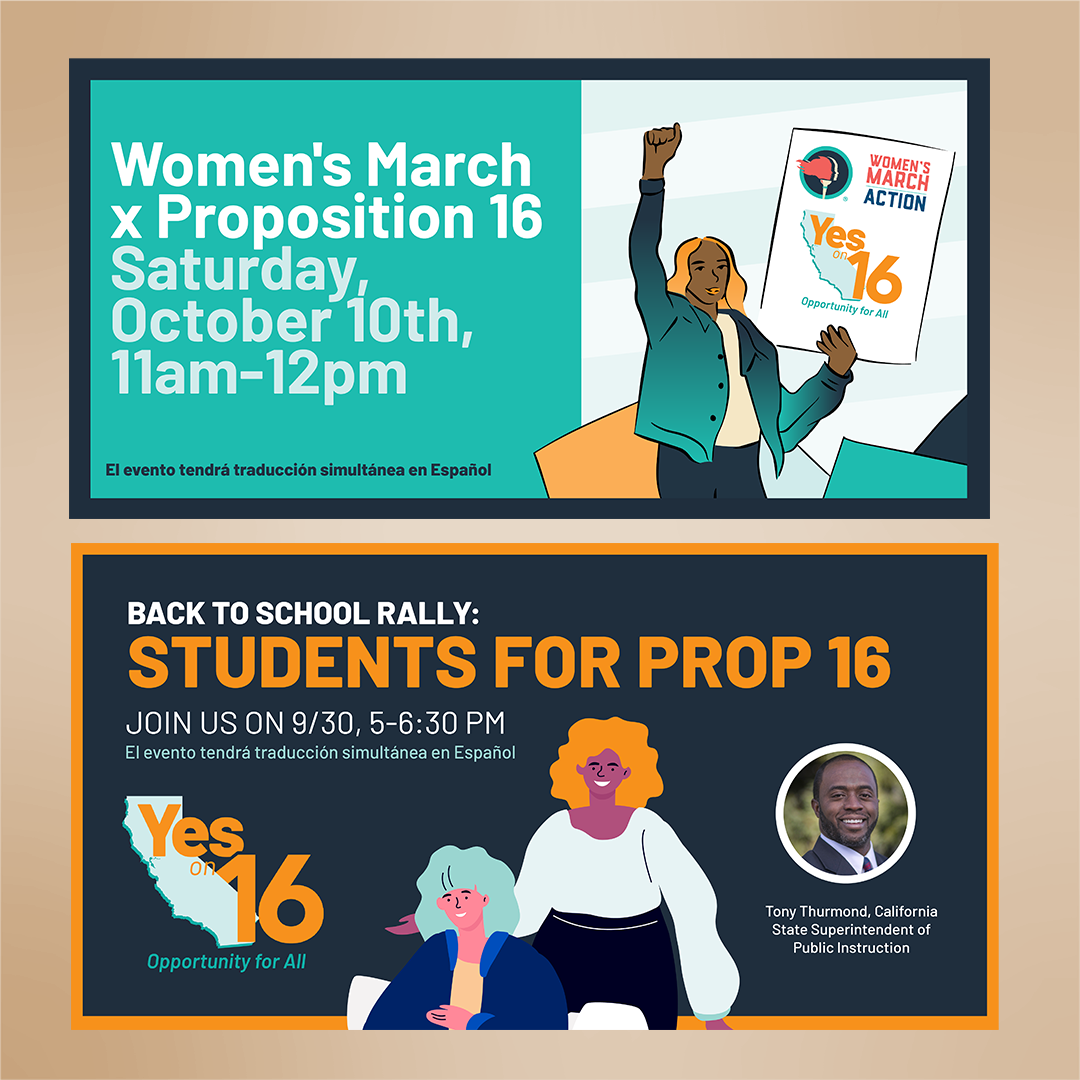 Women's March
x Proposition 16
Saturday,
October 10th,
11am-12pm
El evento tendrá traducción simultánea en Español
WOMEN'S
MARCH
ACTION
®
Yes
on
16
Opportunity for All
BACK TO SCHOOL RALLY:
STUDENTS FOR PROP 16
JOIN US ON 9/30, 5-6:30 PM
El evento tendrá traducción simultánea en Español
Yes
on
16
Opportunity for All
Tony Thurmond, California
State Superintendent of
Public Instruction